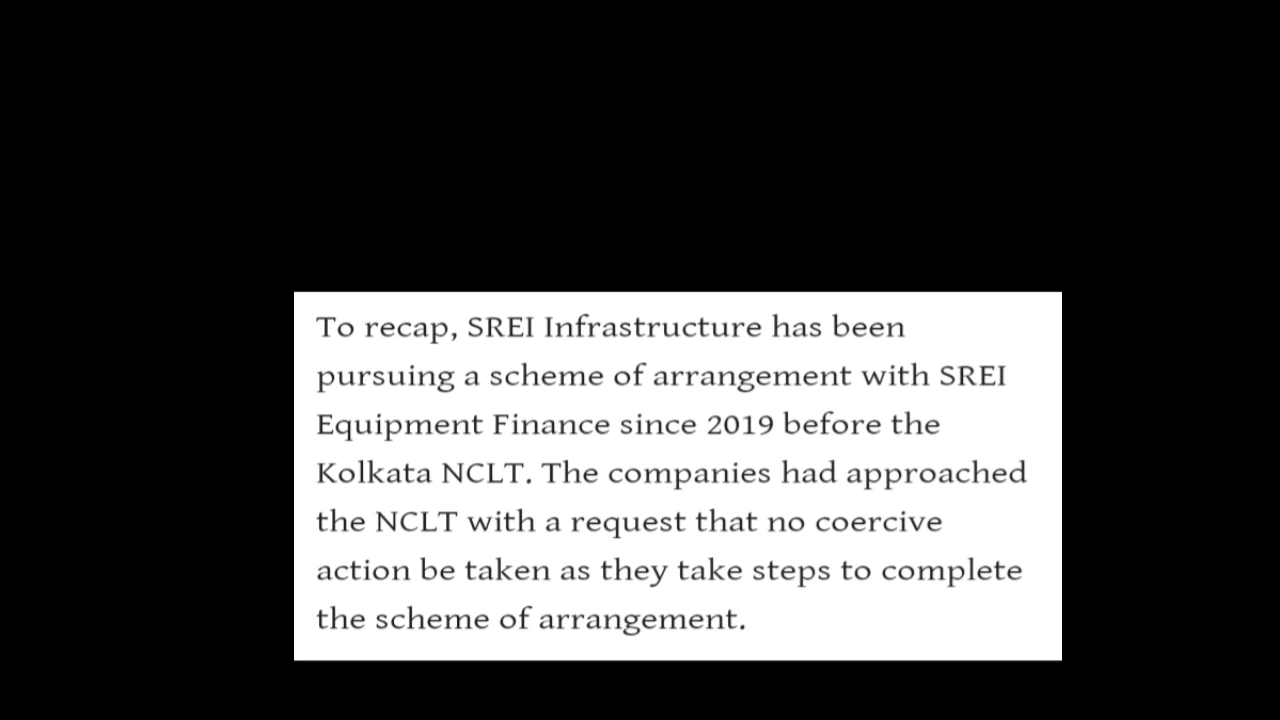 To recap, SREI Infrastructure has been
pursuing a scheme of arrangement with SREI
Equipment Finance since 2019 before the
Kolkata NCLT. The companies had approached
the NCLT with a request that no coercive
action be taken as they take steps to complete
the scheme of arrangement.